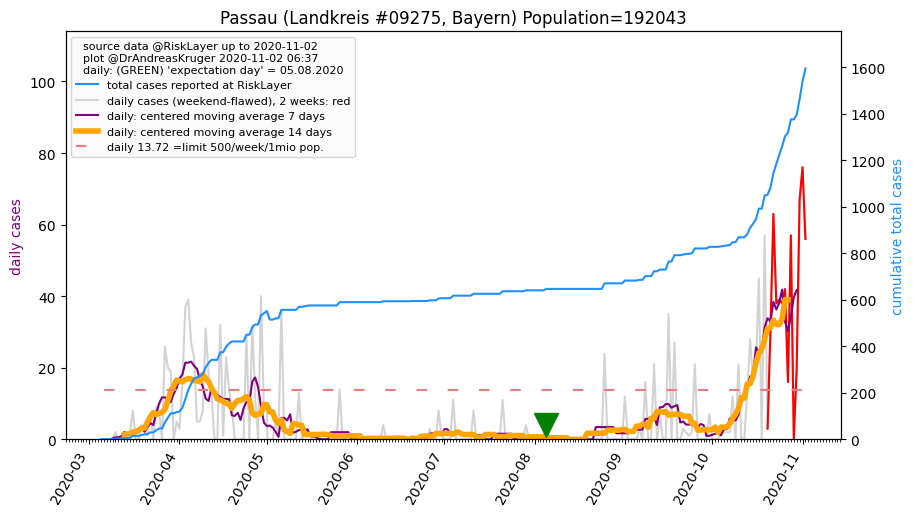 Passau (Landkreis #09275, Bayern) Population=192043
source data @RiskLayer up to 2020-11-02
plot @DrAndreasKruger 2020-11-02 06:37
daily: (GREEN) 'expectation day' = 05.08.2020
total cases reported at RiskLayer
daily cases (weekend-flawed), 2 weeks: red
daily: centered moving average 7 days
daily: centered moving average 14 days
daily 13.72 =limit 500/week/1mio pop.
daily cases
100
80
60
40
20
0
cumulative total cases
1600
1400
1200
1000
800
600
400
200
0
2020-03
2020-04
2020-05
2020-06
2020-07
2020-08
2020-09
2020-10
2020-11